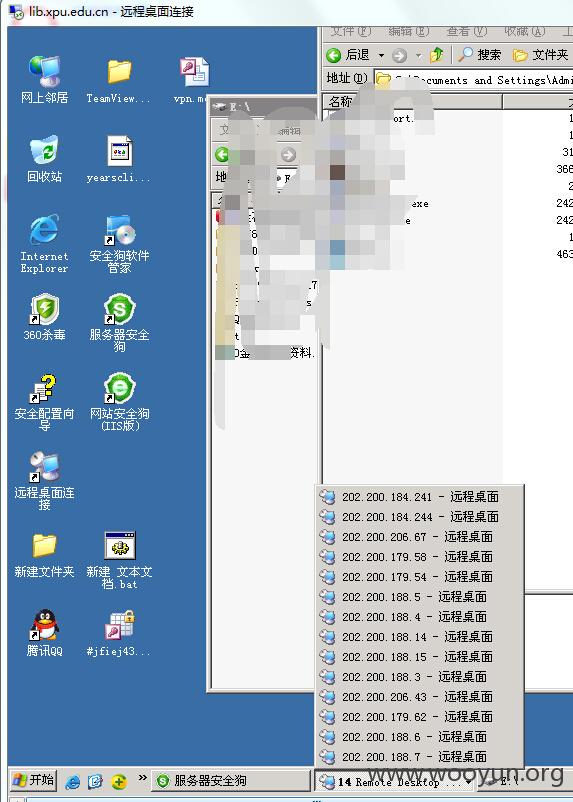 lib.xpu.edu.cn - 远程桌面连接
文件(F) 编辑(E) 查看(V) 收藏(A) 工
后退 搜索 文件夹
地址(D) Documents and Settings\Admi
名称
网上邻居
TeamView...
E:\
回收站
yearscli...
Internet Explorer
安全狗软件
管家
360杀毒
服务器安全
狗
安全配置向
导
网站安全狗
(IIS版)
远程桌面连
接
新建文件夹
新建 文本文
档.bat
腾讯QQ
#jfiej43...
资料.
202.200.184.241 - 远程桌面
202.200.184.244 - 远程桌面
202.200.206.67 - 远程桌面
202.200.179.58 - 远程桌面
202.200.179.54 - 远程桌面
202.200.188.5 - 远程桌面
202.200.188.4 - 远程桌面
202.200.188.14 - 远程桌面
202.200.188.15 - 远程桌面
202.200.188.3 - 远程桌面
202.200.206.43 - 远程桌面
202.200.179.62 - 远程桌面
202.200.188.6 - 远程桌面
202.200.188.7 - 远程桌面
开始 服务器安全狗 14 Remote Desktop ... E:\
www.wooyun.org